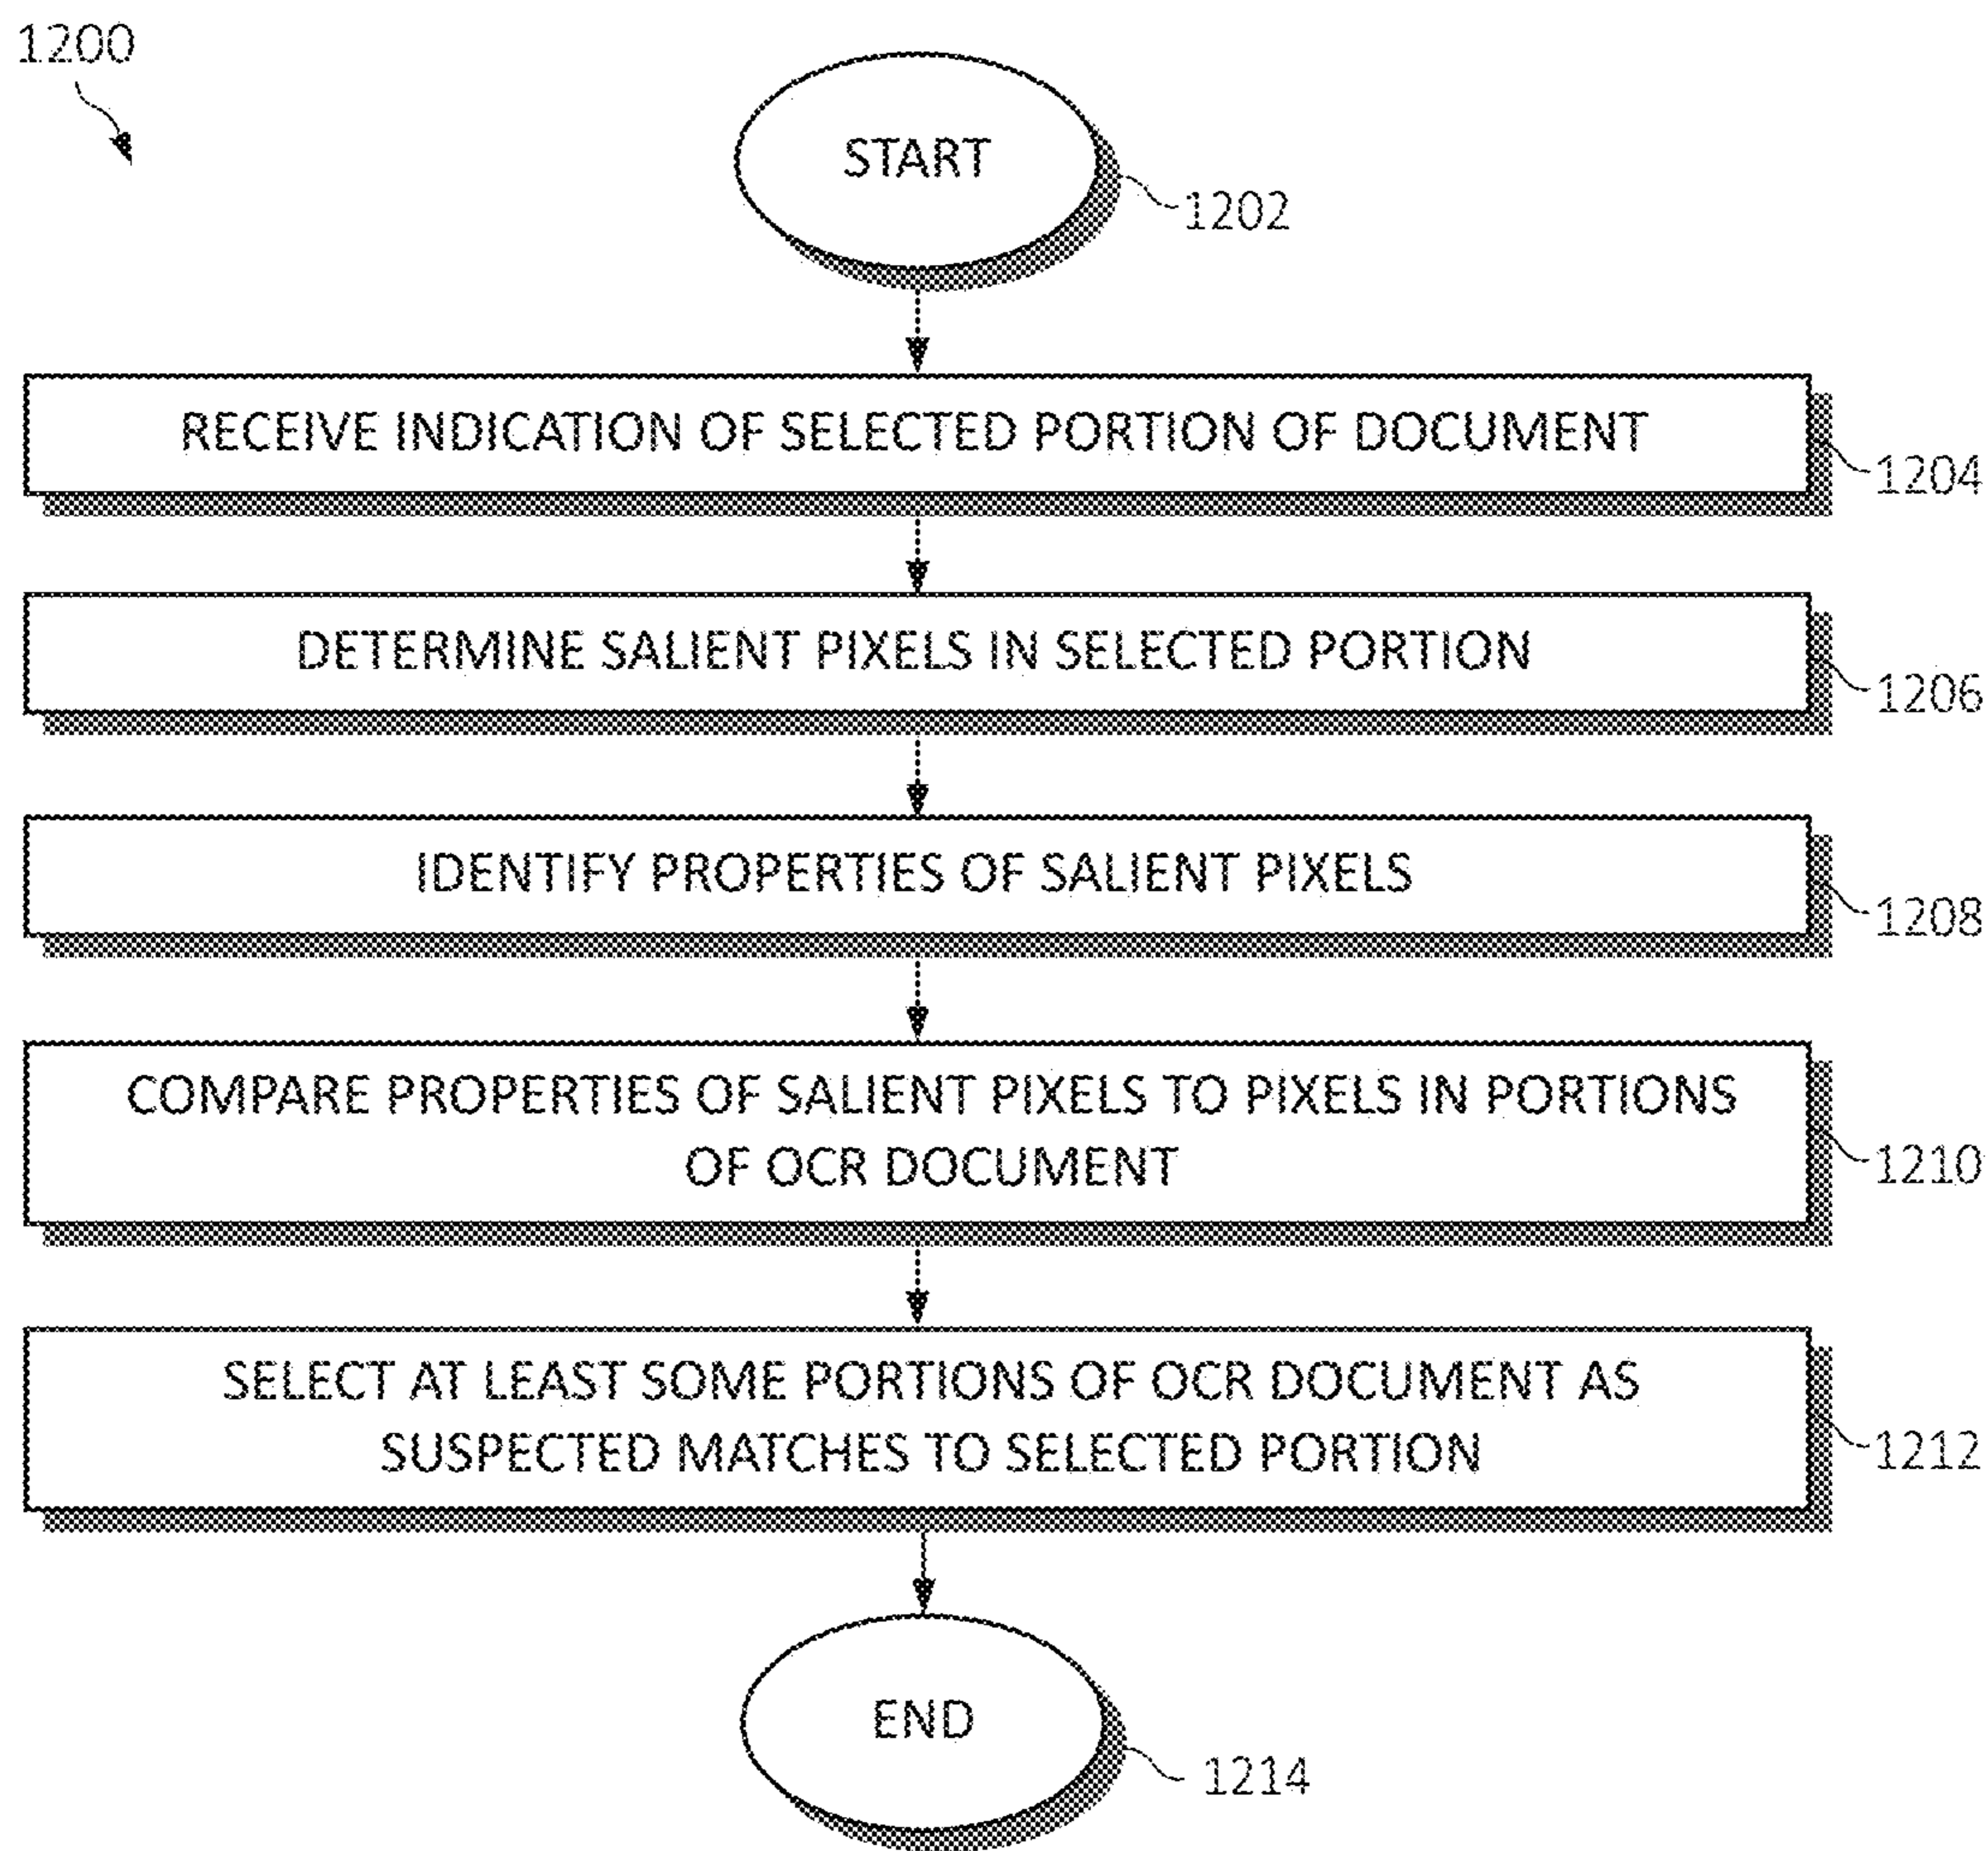 1200
START
1202
RECEIVE INDICATION OF SELECTED PORTION OF DOCUMENT
1204
DETERMINE SALIENT PIXELS IN SELECTED PORTION
1206
IDENTIFY PROPERTIES OF SALIENT PIXELS
1208
COMPARE PROPERTIES OF SALIENT PIXELS TO PIXELS IN PORTIONS
OF OCR DOCUMENT
1210
SELECT AT LEAST SOME PORTIONS OF OCR DOCUMENT AS
SUSPECTED MATCHES TO SELECTED PORTION
1212
END
1214